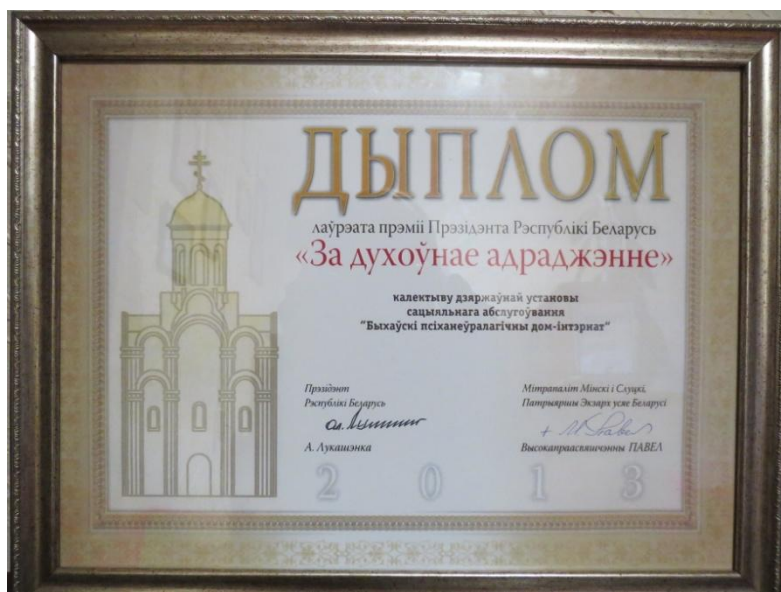 ДЫПЛОМ
лаўрэата прэміі Прэзідэнта Рэспублікі Беларусь
«За духоўнае адраджэнне»
калектыву дзяржаўнай установы
сацыяльнага абслугоўвання
"Быхаўскі псіханеўралагічны дом-інтэрнат"
Прэзідэнт
Рэспублікі Беларусь
А. Лукашэнка
Мітрапаліт Мінскі і Слуцкі,
Патрыяршы Экзарх усяе Беларусі
Высокапраасвяшчэнны ПАВЕЛ
2013